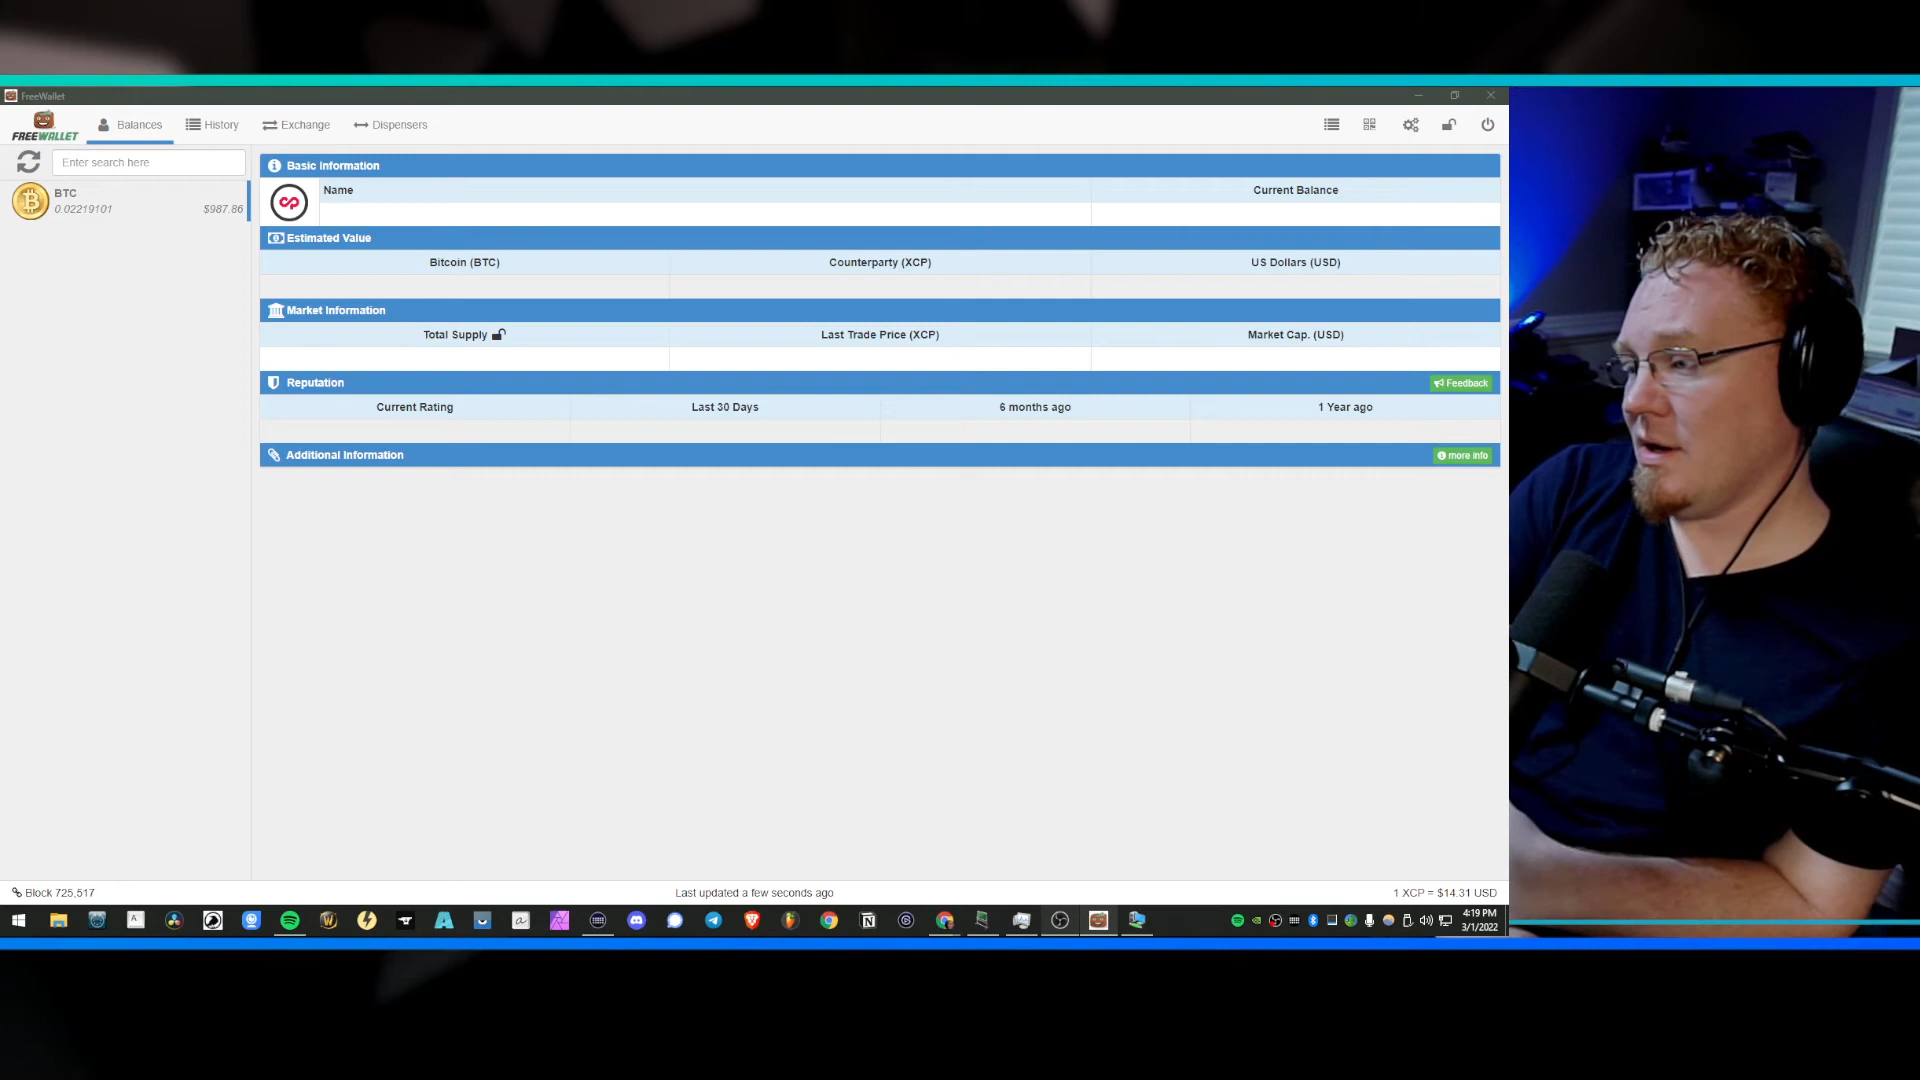 FreeWallet
FREEWALLET
Balances
History
Exchange
Dispensers
Enter search here
BTC
0.02219101
$987.86
Basic Information
Name
Current Balance
Estimated Value
Bitcoin (BTC)
Counterparty (XCP)
US Dollars (USD)
Market Information
Total Supply
Last Trade Price (XCP)
Market Cap. (USD)
Reputation
Feedback
Current Rating
Last 30 Days
6 months ago
1 Year ago
Additional Information
more info
Block 725,517
Last updated a few seconds ago
1 XCP = $14.31 USD
4:19 PM
3/1/2022